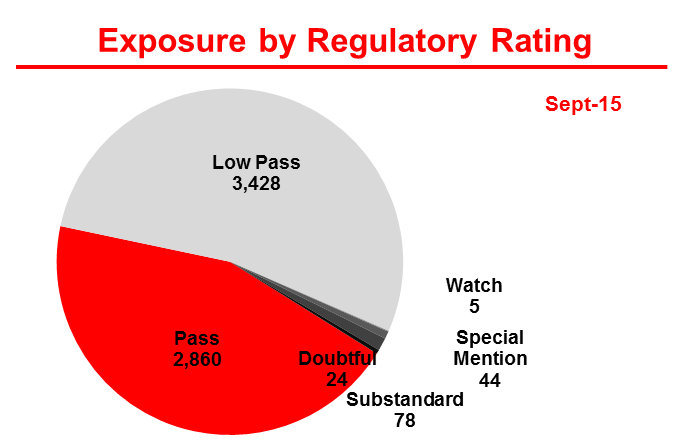 Exposure by Regulatory Rating
Sept-15
Low Pass
3,428
Watch
5
Special
Mention
44
Pass
2,860
Doubtful
24
Substandard
78